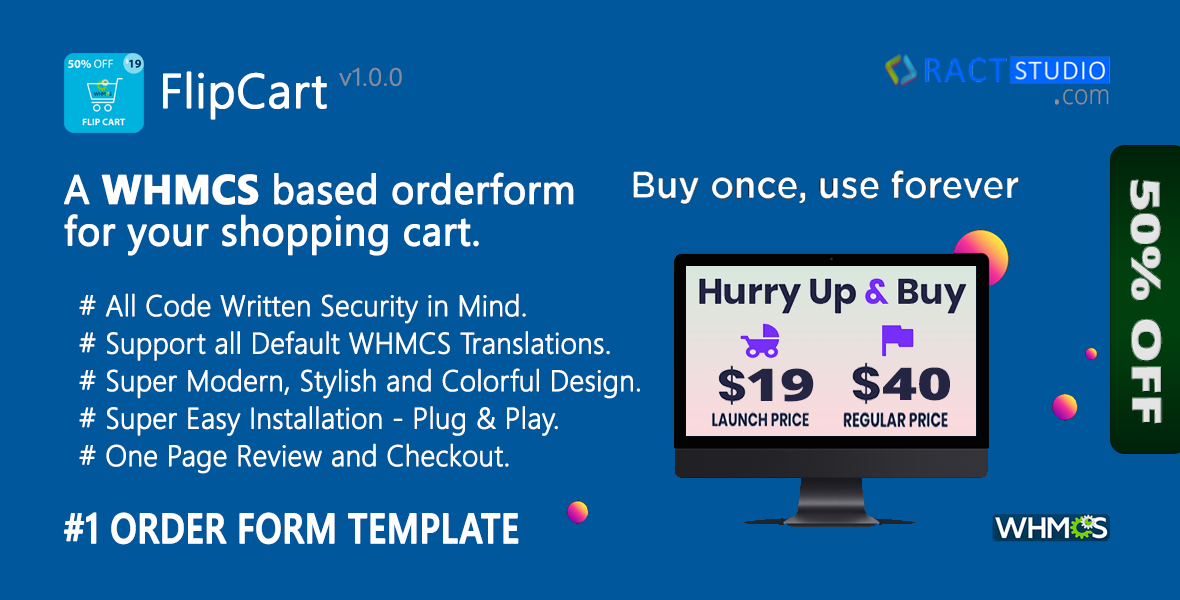 50% OFF 19
WHMCS
FLIP CART
FlipCart v1.0.0
RACT STUDIO
.com
A WHMCS based orderform
for your shopping cart.
# All Code Written Security in Mind.
# Support all Default WHMCS Translations.
# Super Modern, Stylish and Colorful Design.
# Super Easy Installation - Plug & Play.
# One Page Review and Checkout.
#1 ORDER FORM TEMPLATE
Buy once, use forever
Hurry Up & Buy
$19 $40
LAUNCH PRICE REGULAR PRICE
50% OFF
WHMCS